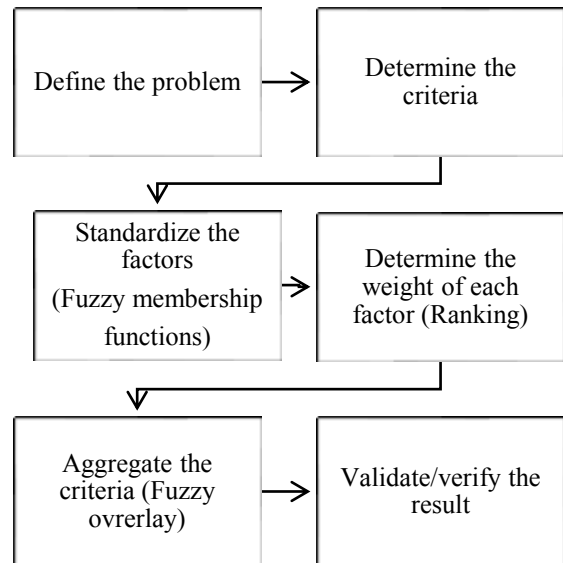 Define the problem
Determine the
criteria
Standardize the
factors
(Fuzzy membership
functions)
Determine the
weight of each
factor (Ranking)
Aggregate the
criteria (Fuzzy
ovrerlay)
Validate/verify the
result